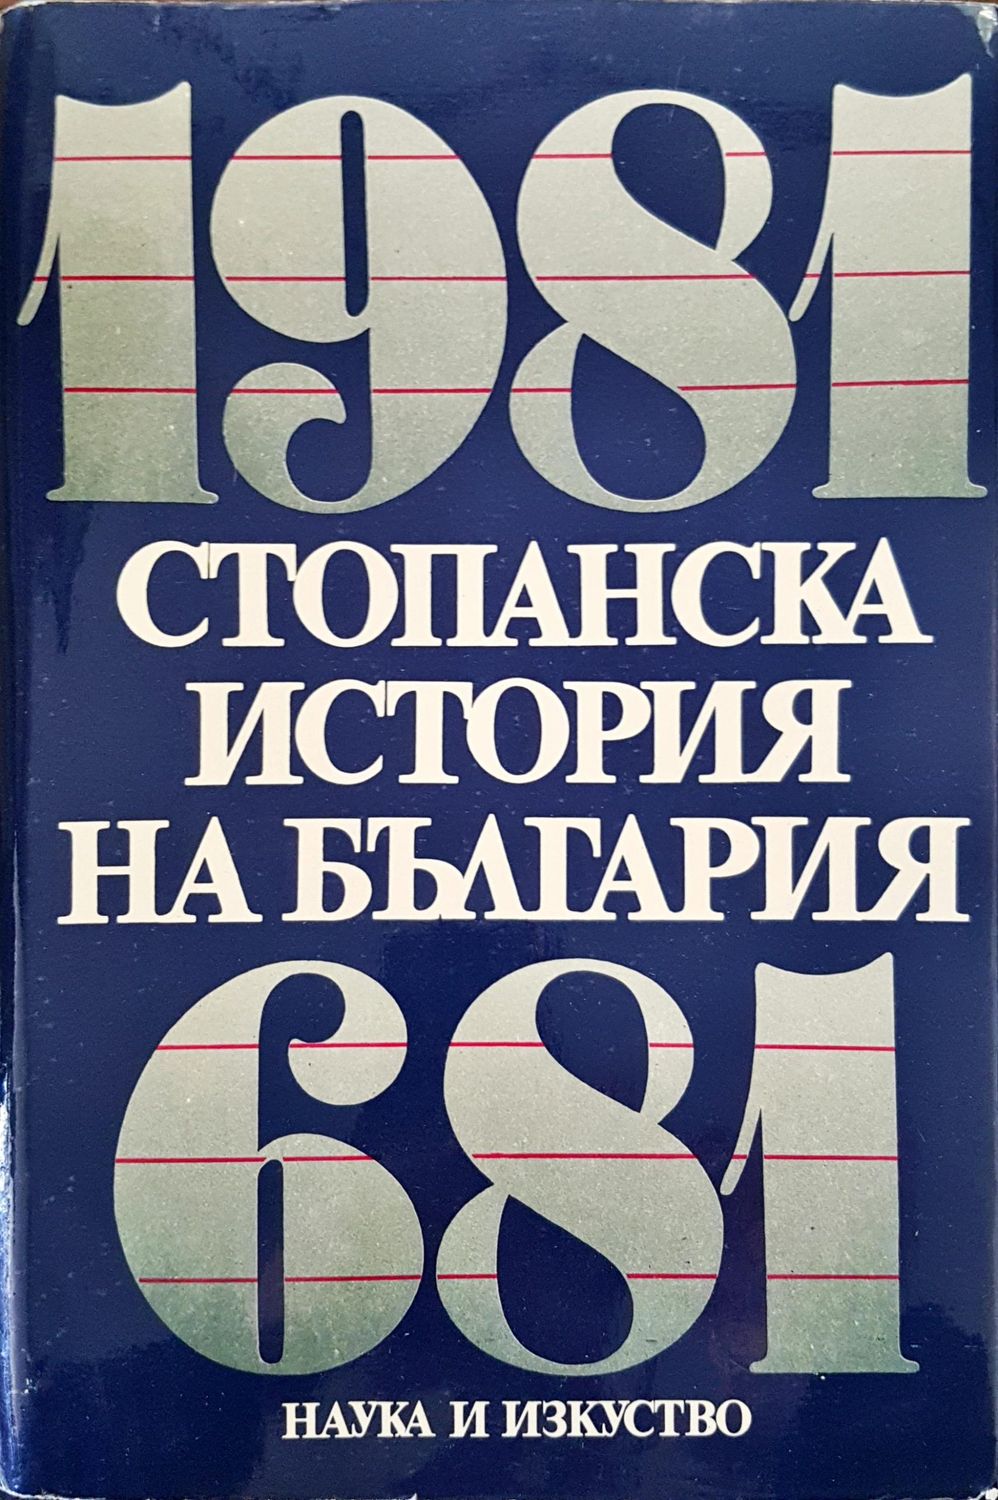 1981
СТОПАНСКА
ИСТОРИЯ
НА БЪЛГАРИЯ
681
НАУКА И ИЗКУСТВО